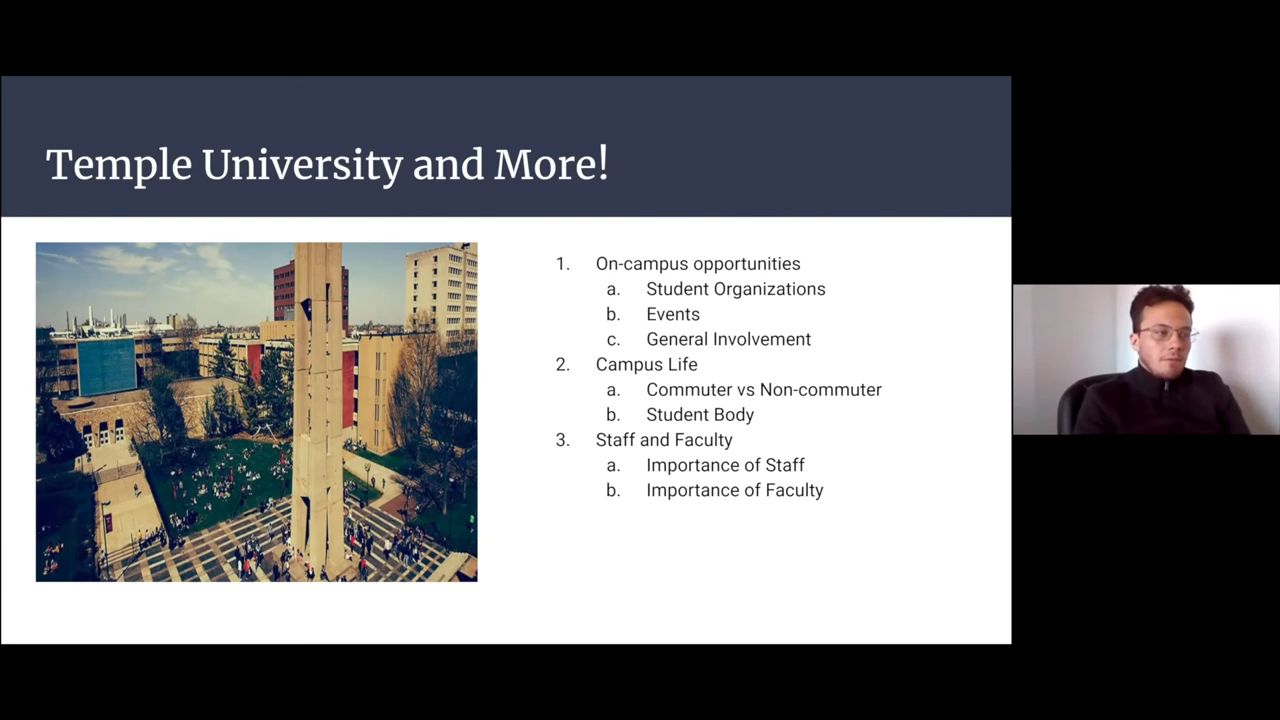 Temple University and More!
1. On-campus opportunities
a. Student Organizations
b. Events
c. General Involvement
2. Campus Life
a. Commuter vs Non-commuter
b. Student Body
3. Staff and Faculty
a. Importance of Staff
b. Importance of Faculty